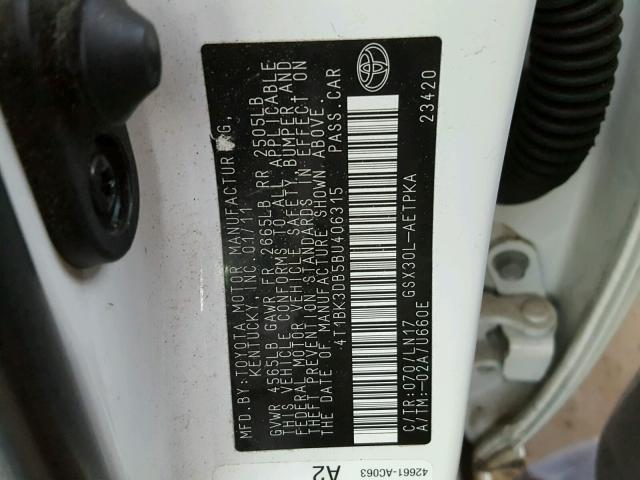 MFD.BY:TOYOTA MOTOR MANUFACTURING,
KENTUCKY, INC. 01/11
GVWR 4565LB GAWR FR 2665LB RR 2505LB
THIS VEHICLE CONFORMS TO ALL APPLICABLE
FEDERAL MOTOR VEHICLE SAFETY, BUMPER AND
THEFT PREVENTION STANDARDS IN EFFECT ON
THE DATE OF MANUFACTURE SHOWN ABOVE.
4T1BK3DB5BU406315 PASS.CAR
C/TR:070/LN17 GSX30L-AETPKA
A/TM:-02A/U660E 23420
42661-AC063
A2